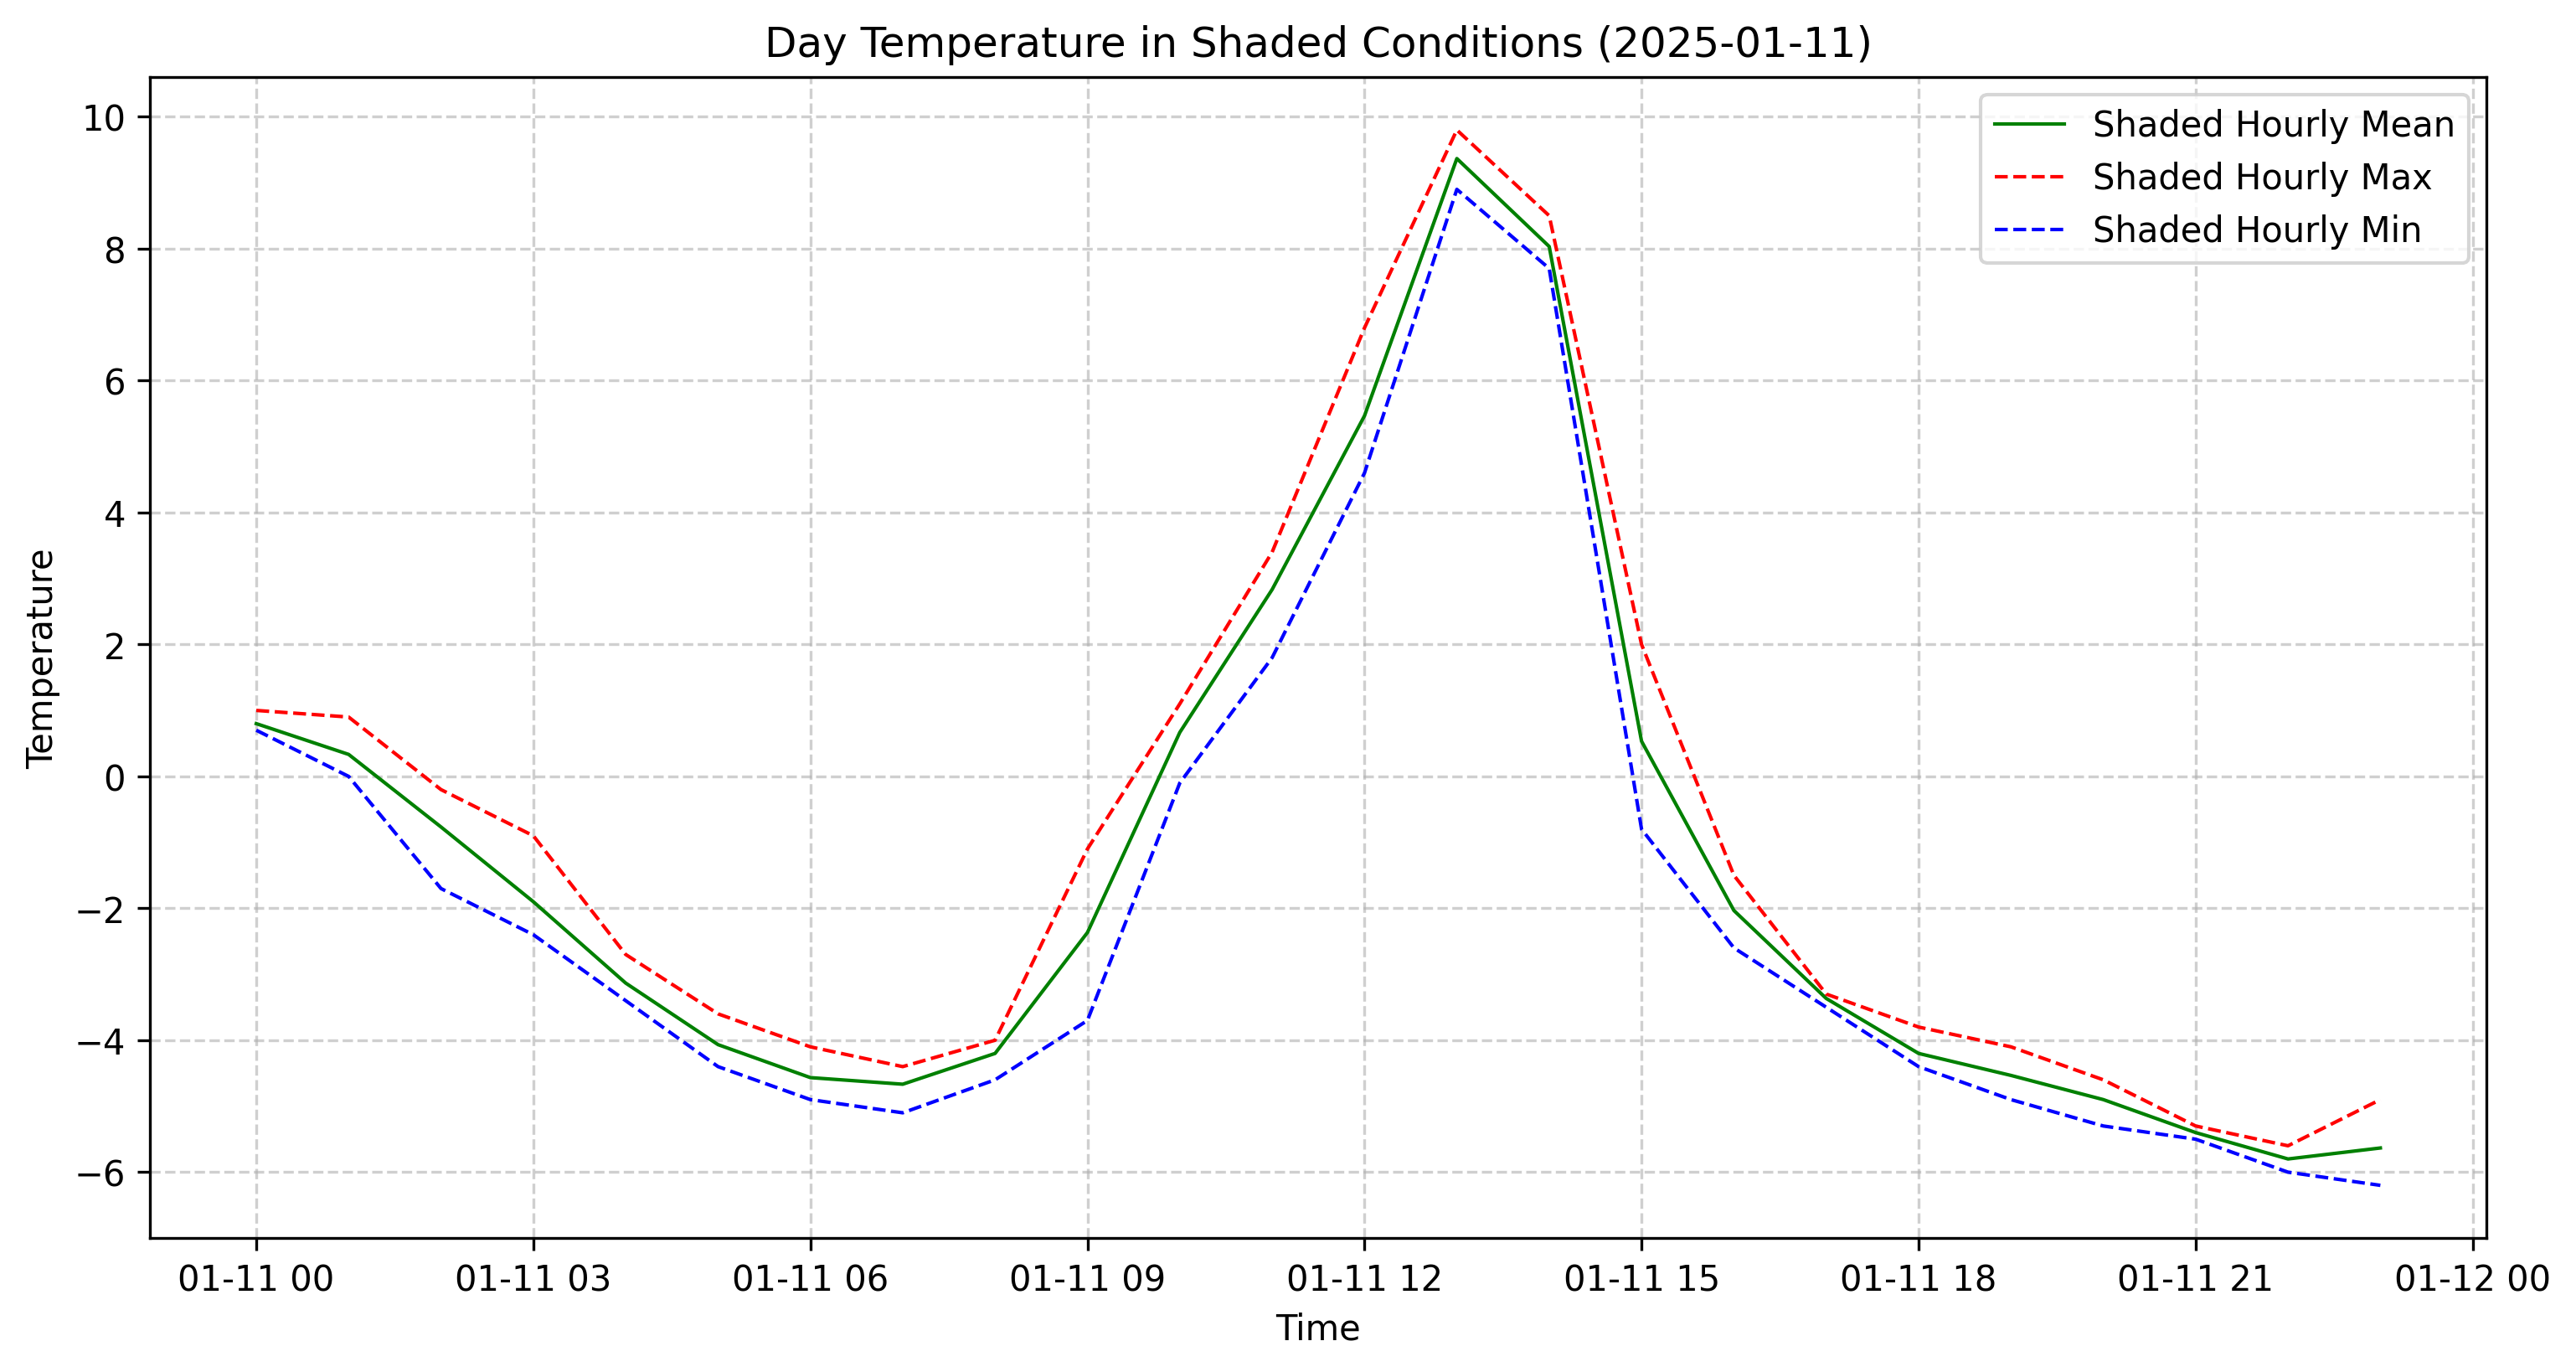 Day Temperature in Shaded Conditions (2025-01-11)
Shaded Hourly Mean
Shaded Hourly Max
Shaded Hourly Min
10
8
6
4
2
0
−2
−4
−6
Temperature
01-11 00 01-11 03 01-11 06 01-11 09 01-11 12 01-11 15 01-11 18 01-11 21 01-12 00
Time